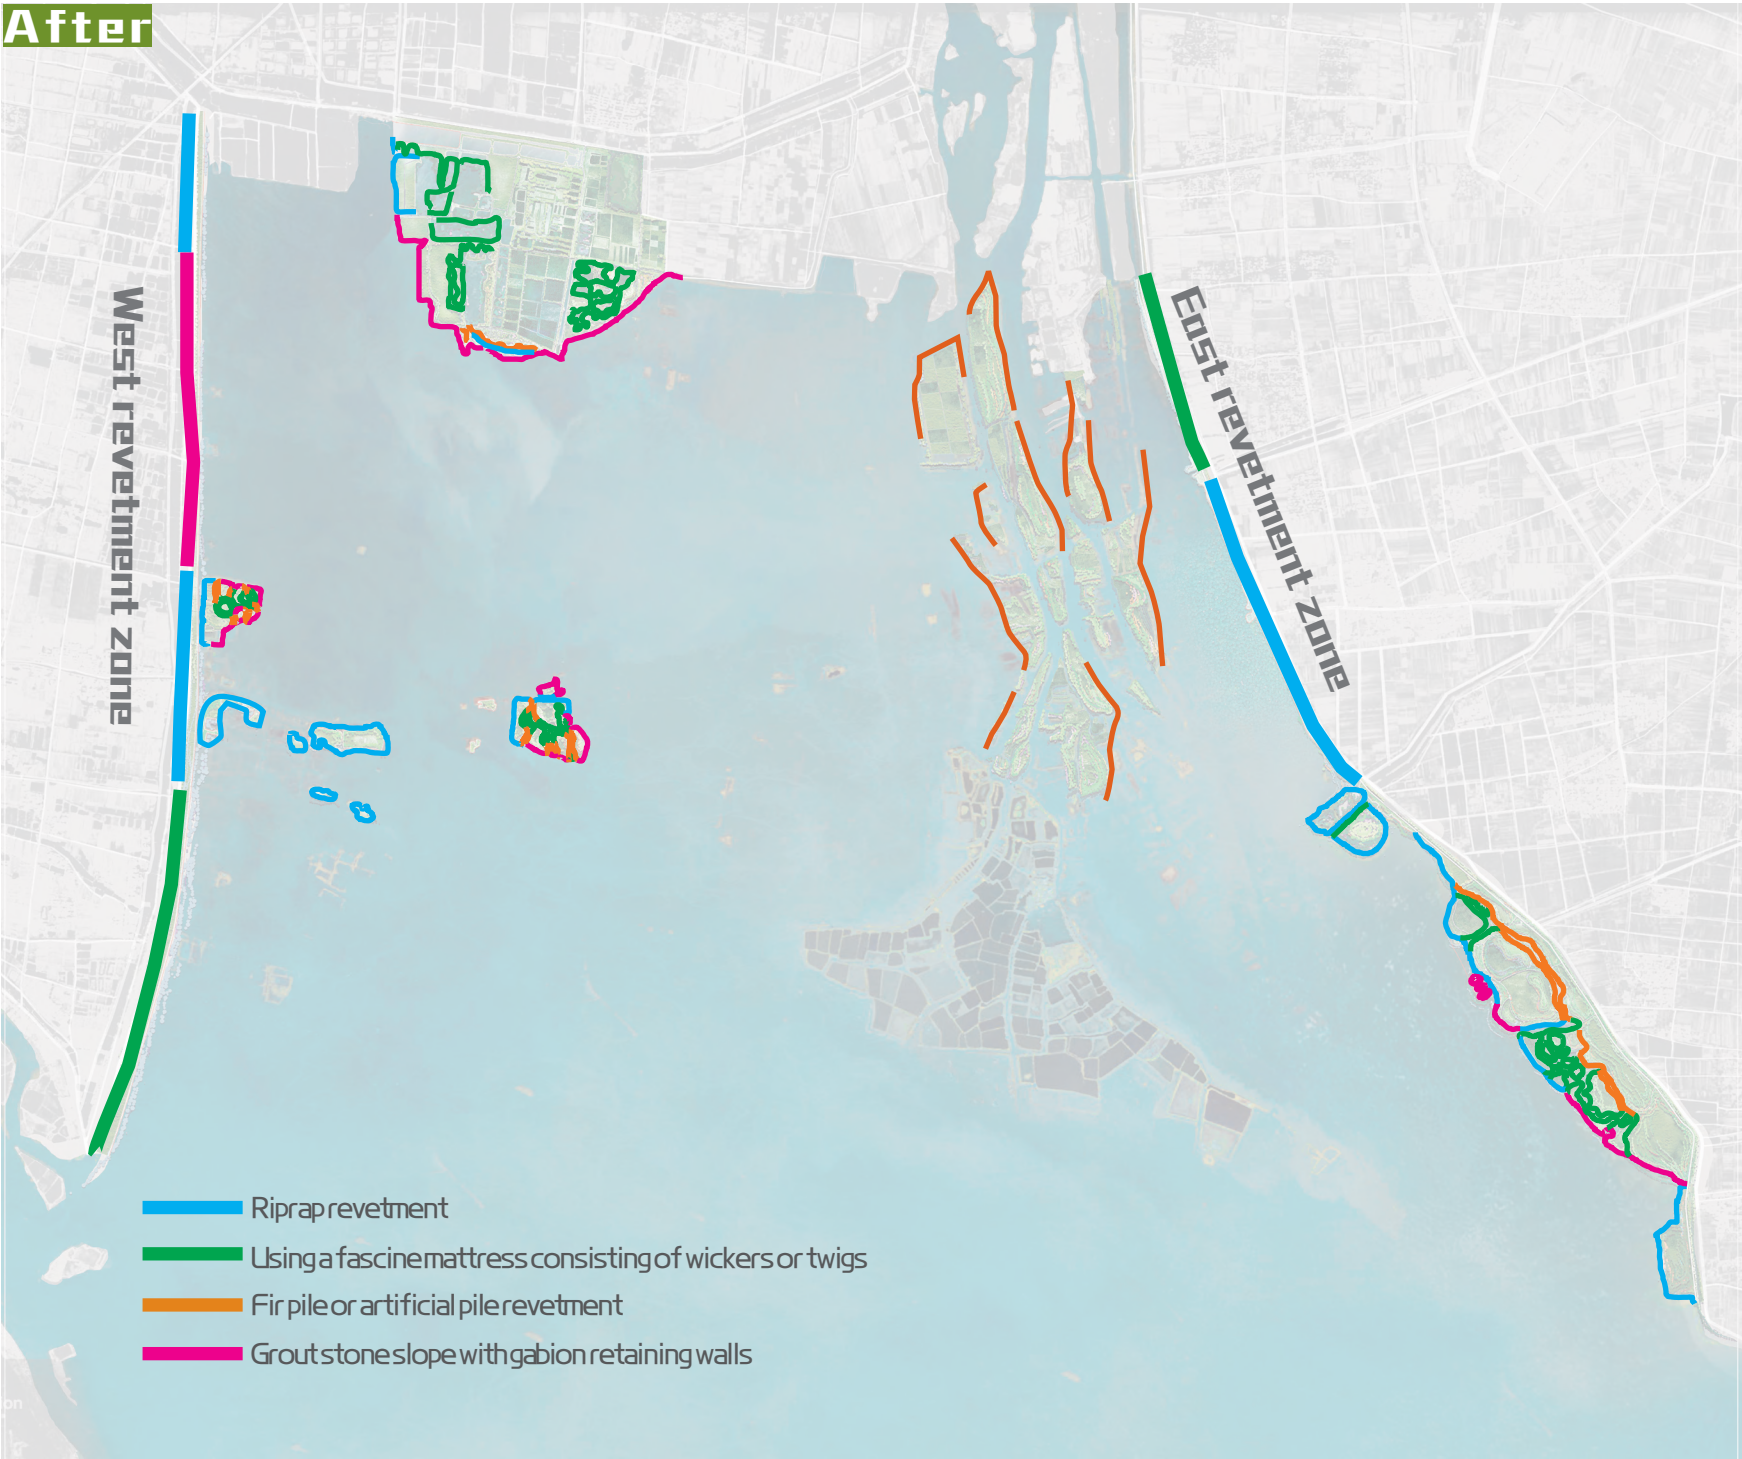 After
West revetment zone
East revetment zone
Riprap revetment
Using a fascine mattress consisting of wickers or twigs
Fir pile or artificial pile revetment
Grout stone slope with gabion retaining walls
on